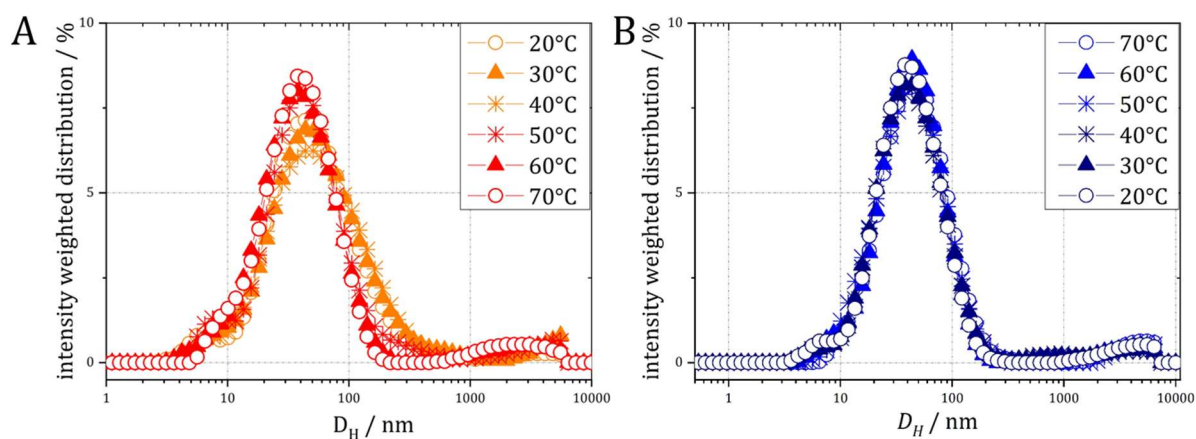 A
intensity weighted distribution / %
10
5
0
1
10
100
1000
10000
D_H / nm
20°C
30°C
40°C
50°C
60°C
70°C
B
intensity weighted distribution / %
10
5
0
1
10
100
1000
10000
D_H / nm
70°C
60°C
50°C
40°C
30°C
20°C